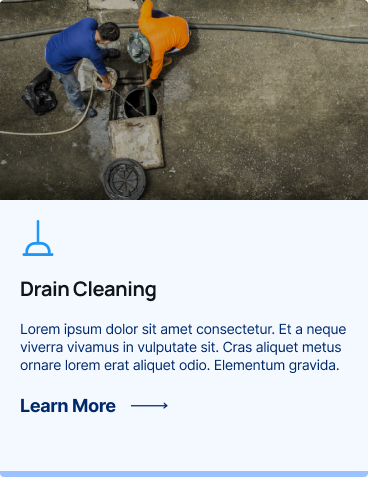 Drain Cleaning
Lorem ipsum dolor sit amet consectetur. Et a neque
viverra vivamus in vulputate sit. Cras aliquet metus
ornare lorem erat aliquet odio. Elementum gravida.
Learn More